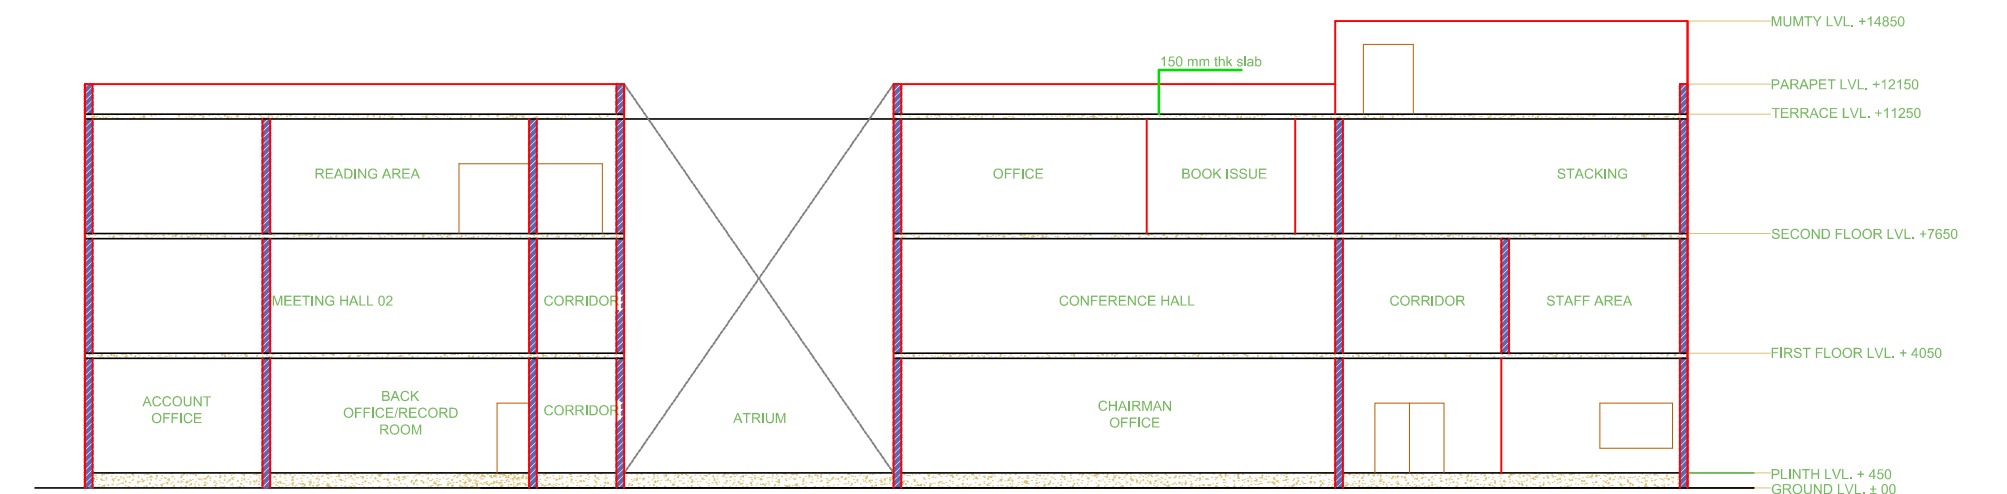 MUMTY LVL. +14850
150 mm thk slab
PARAPET LVL. +12150
TERRACE LVL. +11250
READING AREA
OFFICE
BOOK ISSUE
STACKING
SECOND FLOOR LVL. +7650
MEETING HALL 02
CORRIDOR
CONFERENCE HALL
CORRIDOR
STAFF AREA
FIRST FLOOR LVL. + 4050
ACCOUNT
OFFICE
BACK
OFFICE/RECORD
ROOM
CORRIDOR
ATRIUM
CHAIRMAN
OFFICE
PLINTH LVL. + 450
GROUND LVL. ± 00